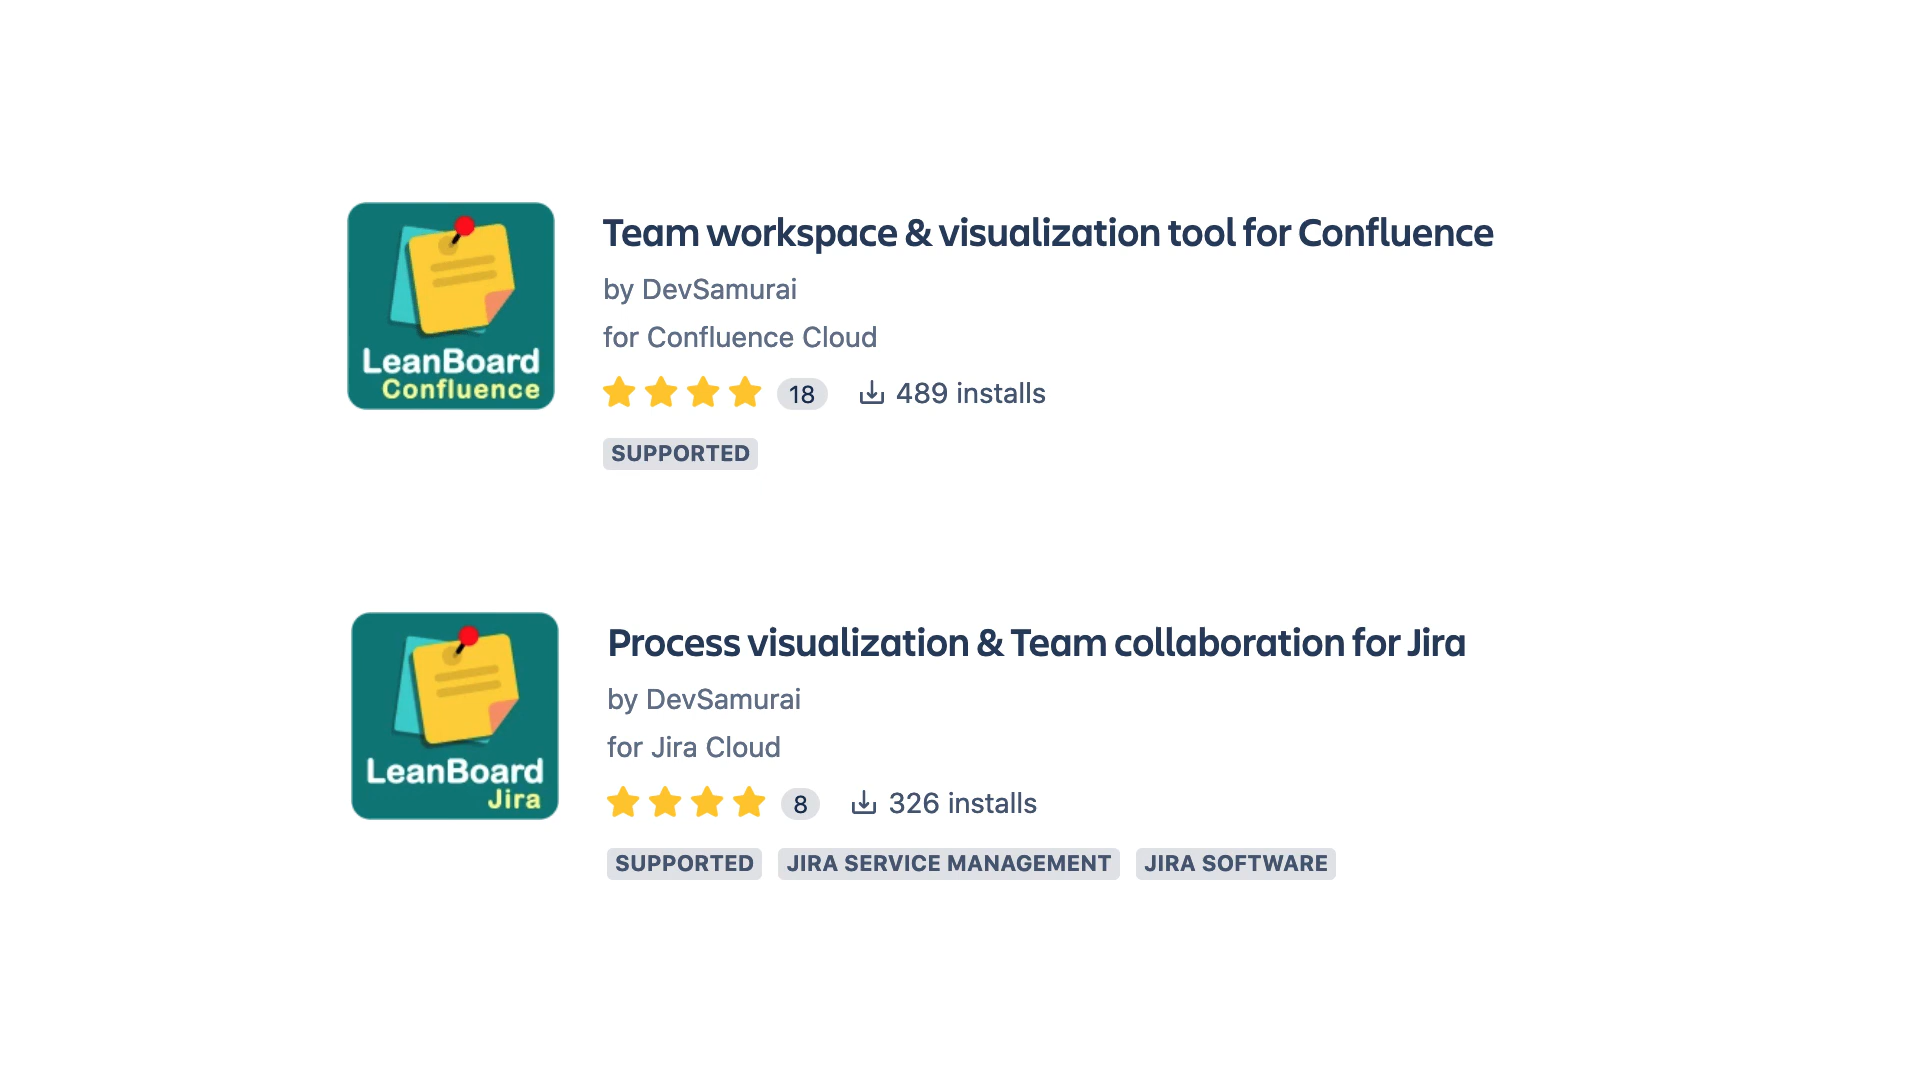 LeanBoard
Confluence
Team workspace & visualization tool for Confluence
by DevSamurai
for Confluence Cloud
18 489 installs
SUPPORTED
LeanBoard
Jira
Process visualization & Team collaboration for Jira
by DevSamurai
for Jira Cloud
8 326 installs
SUPPORTED JIRA SERVICE MANAGEMENT JIRA SOFTWARE